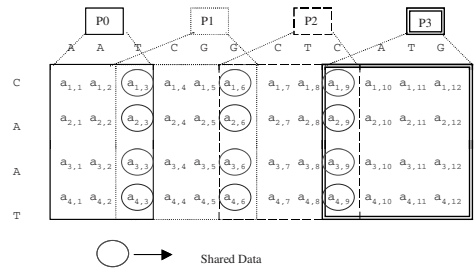 P0 P1 P2 P3
A A T C G G C T C A T G
C a1,1 a1,2 a1,3 a1,4 a1,5 a1,6 a1,7 a1,8 a1,9 a1,10 a1,11 a1,12
A a2,1 a2,2 a2,3 a2,4 a2,5 a2,6 a2,7 a2,8 a2,9 a2,10 a2,11 a2,12
A a3,1 a3,2 a3,3 a3,4 a3,5 a3,6 a3,7 a3,8 a3,9 a3,10 a3,11 a3,12
T a4,1 a4,2 a4,3 a4,4 a4,5 a4,6 a4,7 a4,8 a4,9 a4,10 a4,11 a4,12
Shared Data